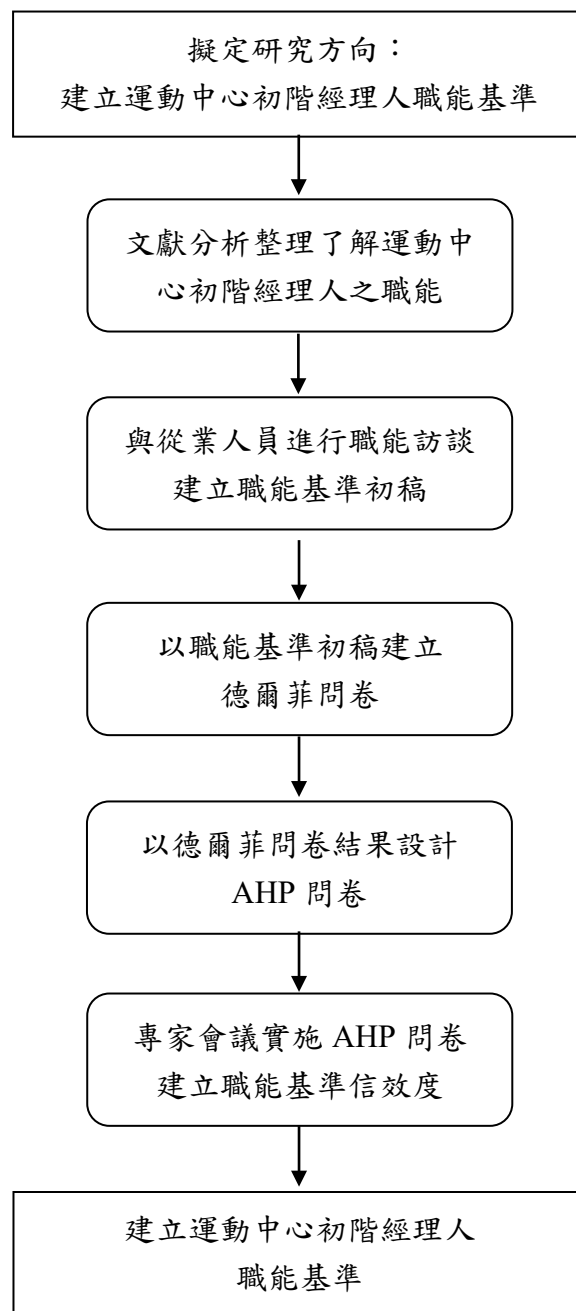 擬定研究方向：
建立運動中心初階經理人職能基準
文獻分析整理了解運動中
心初階經理人之職能
與從業人員進行職能訪談
建立職能基準初稿
以職能基準初稿建立
德爾菲問卷
以德爾菲問卷結果設計
AHP 問卷
專家會議實施 AHP 問卷
建立職能基準信效度
建立運動中心初階經理人
職能基準